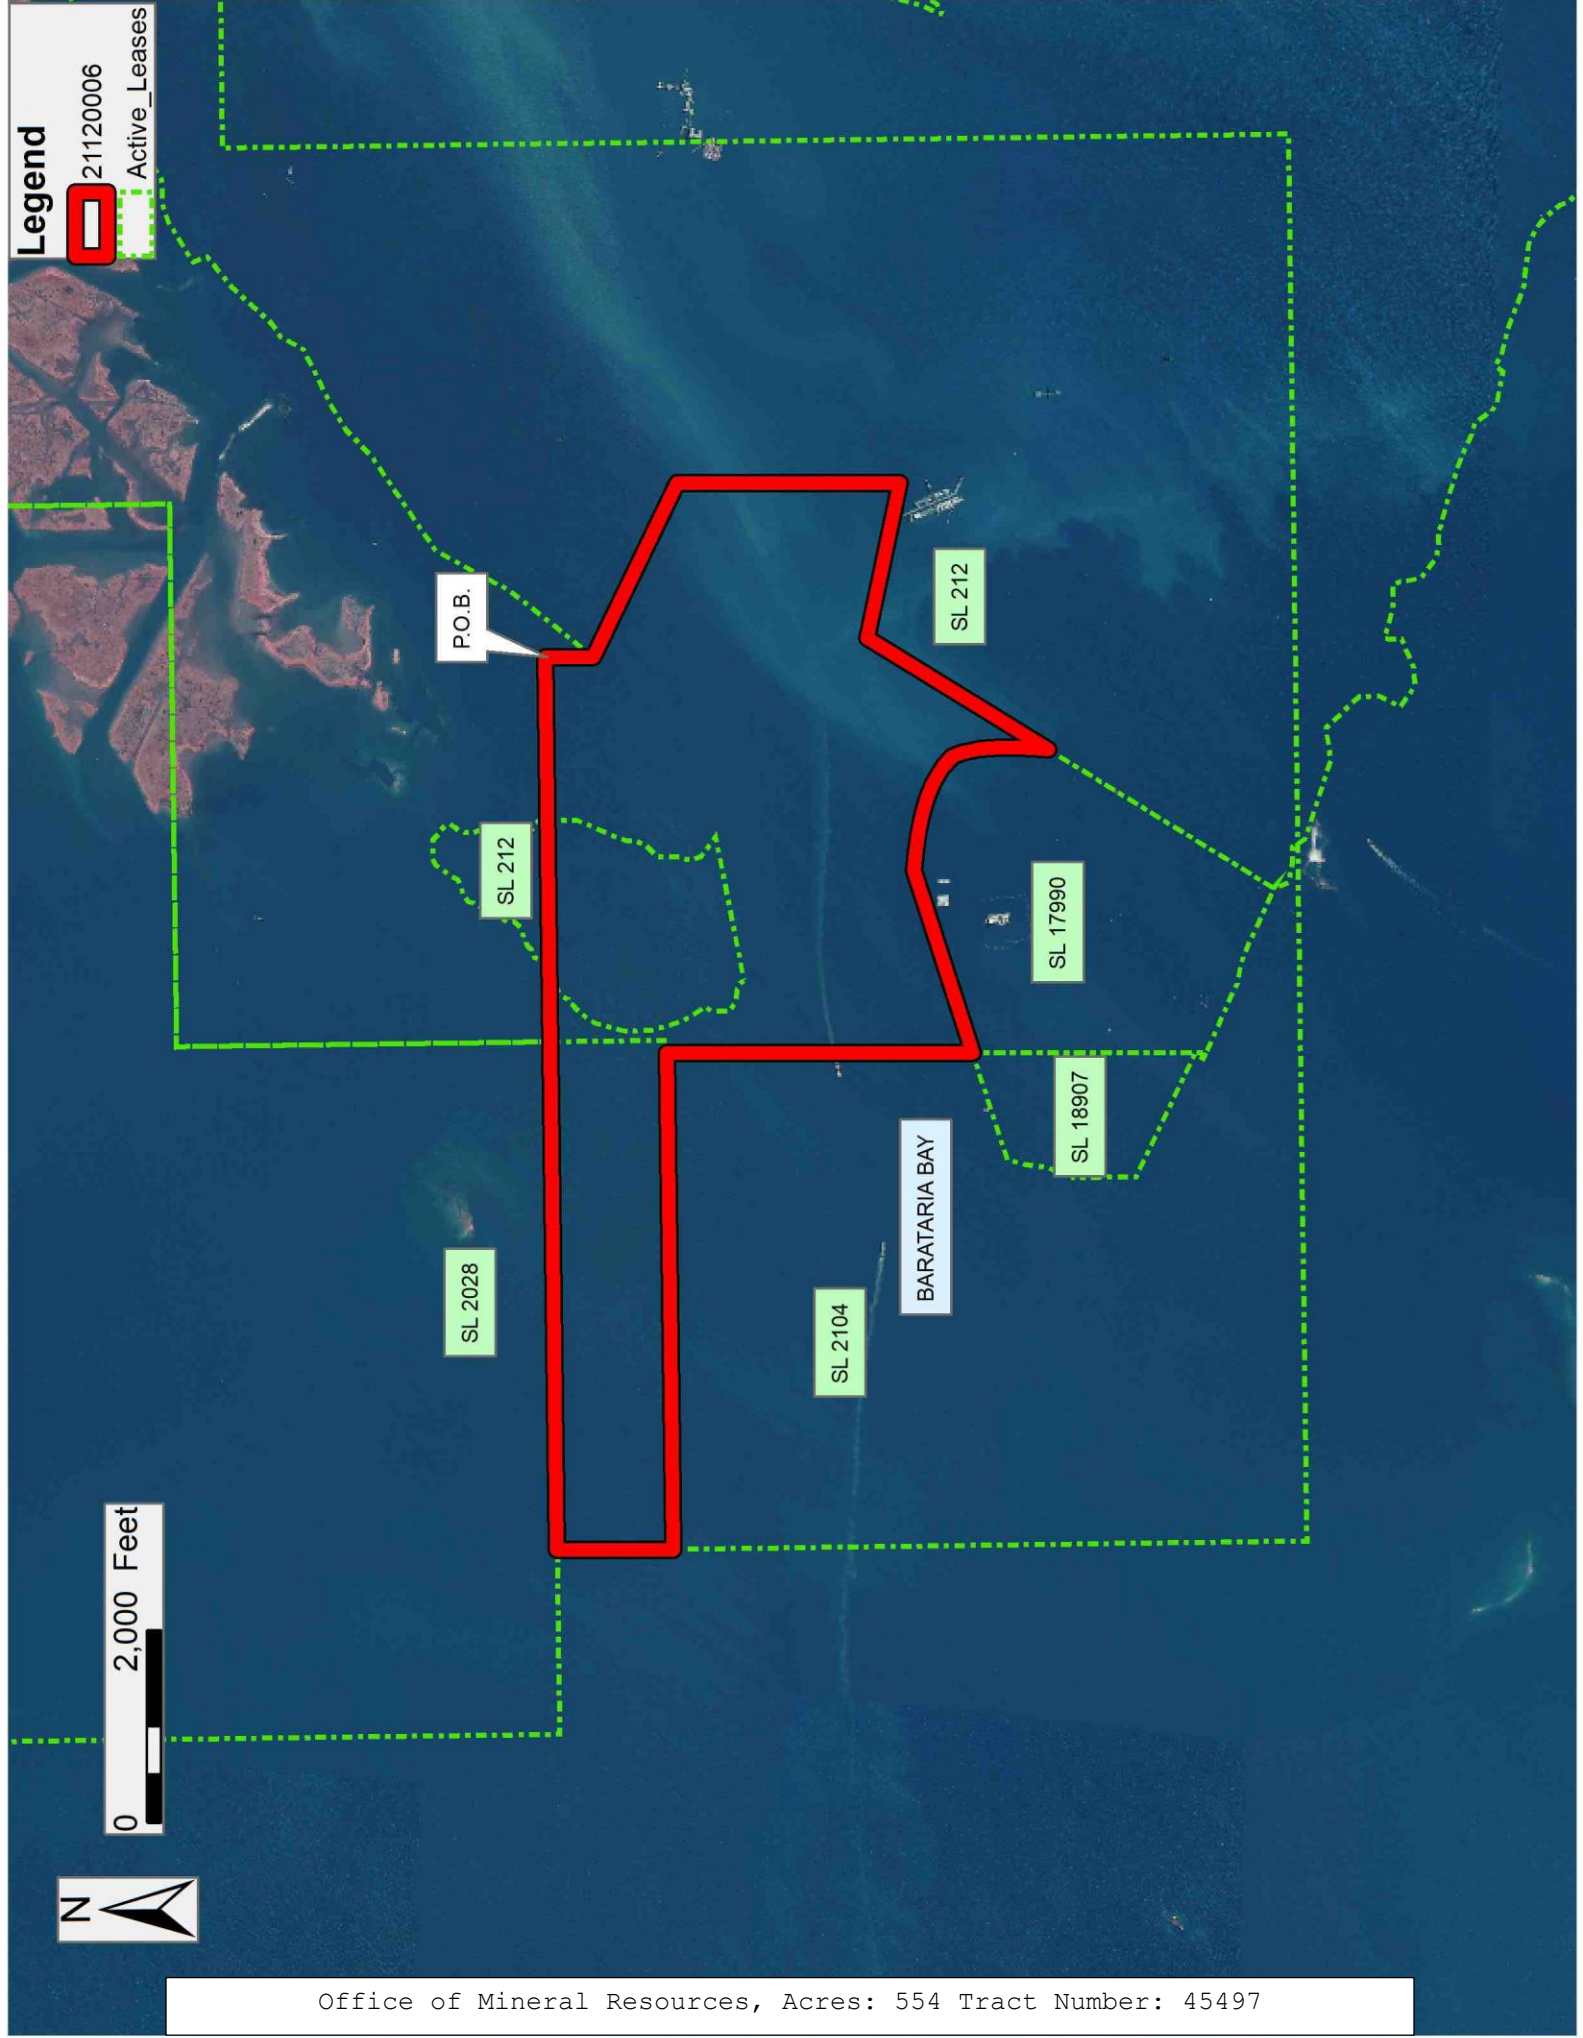 Legend
21120006
Active_Leases
P.O.B.
SL 212
SL 212
SL 17990
SL 18907
BARATARIA BAY
SL 2028
SL 2104
0 2,000 Feet
N
Office of Mineral Resources, Acres: 554 Tract Number: 45497